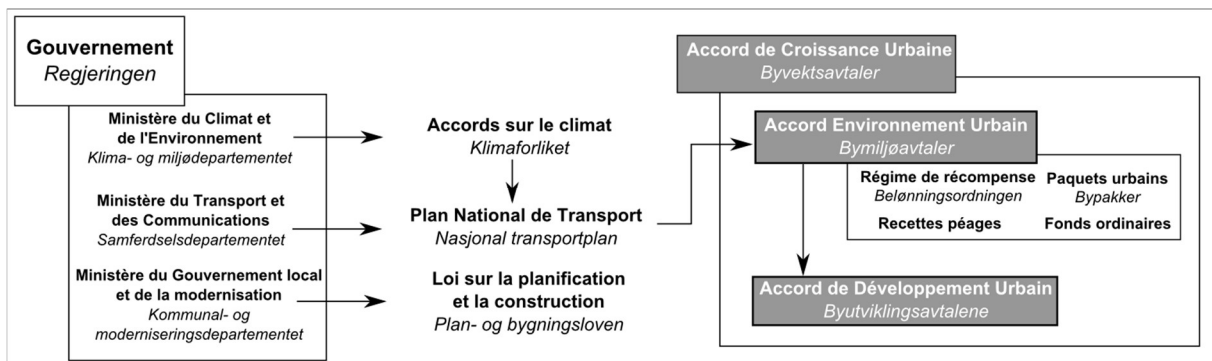 Gouvernement
Regjeringen
Ministère du Climat et
de l'Environnement
Klima- og miljødepartementet
Ministère du Transport et
des Communications
Samferdselsdepartementet
Ministère du Gouvernement local
et de la modernisation
Kommunal- og
moderniseringsdepartementet
Accords sur le climat
Klimaforliket
Plan National de Transport
Nasjonal transportplan
Loi sur la planification
et la construction
Plan- og bygningsloven
Accord de Croissance Urbaine
Byvektsavtaler
Accord Environnement Urbain
Bymiljøavtaler
Régime de récompense
Belønningsordningen
Paquets urbains
Bypakker
Recettes péages
Fonds ordinaires
Accord de Développement Urbain
Byutviklingsavtalene